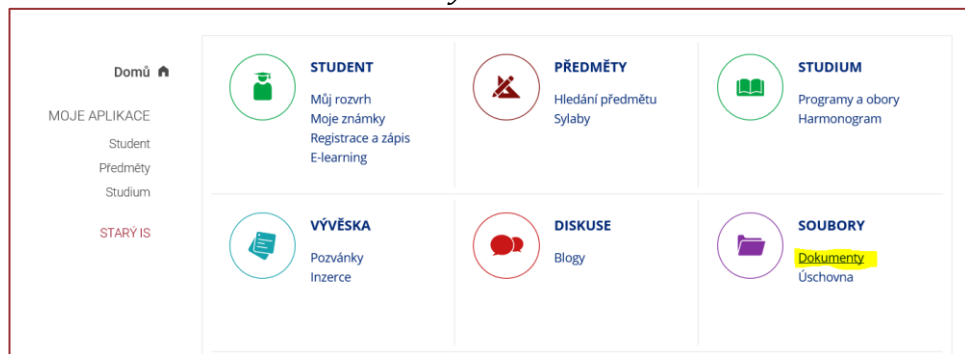 Domů
MOJE APLIKACE
Student
Předměty
Studium
STARÝ IS
STUDENT
Můj rozvrh
Moje známky
Registrace a zápis
E-learning
PŘEDMĚTY
Hledání předmětu
Sylaby
STUDIUM
Programy a obory
Harmonogram
VÝVĚSKA
Pozvánky
Inzerce
DISKUSE
Blogy
SOUBORY
Dokumenty
Úschovna